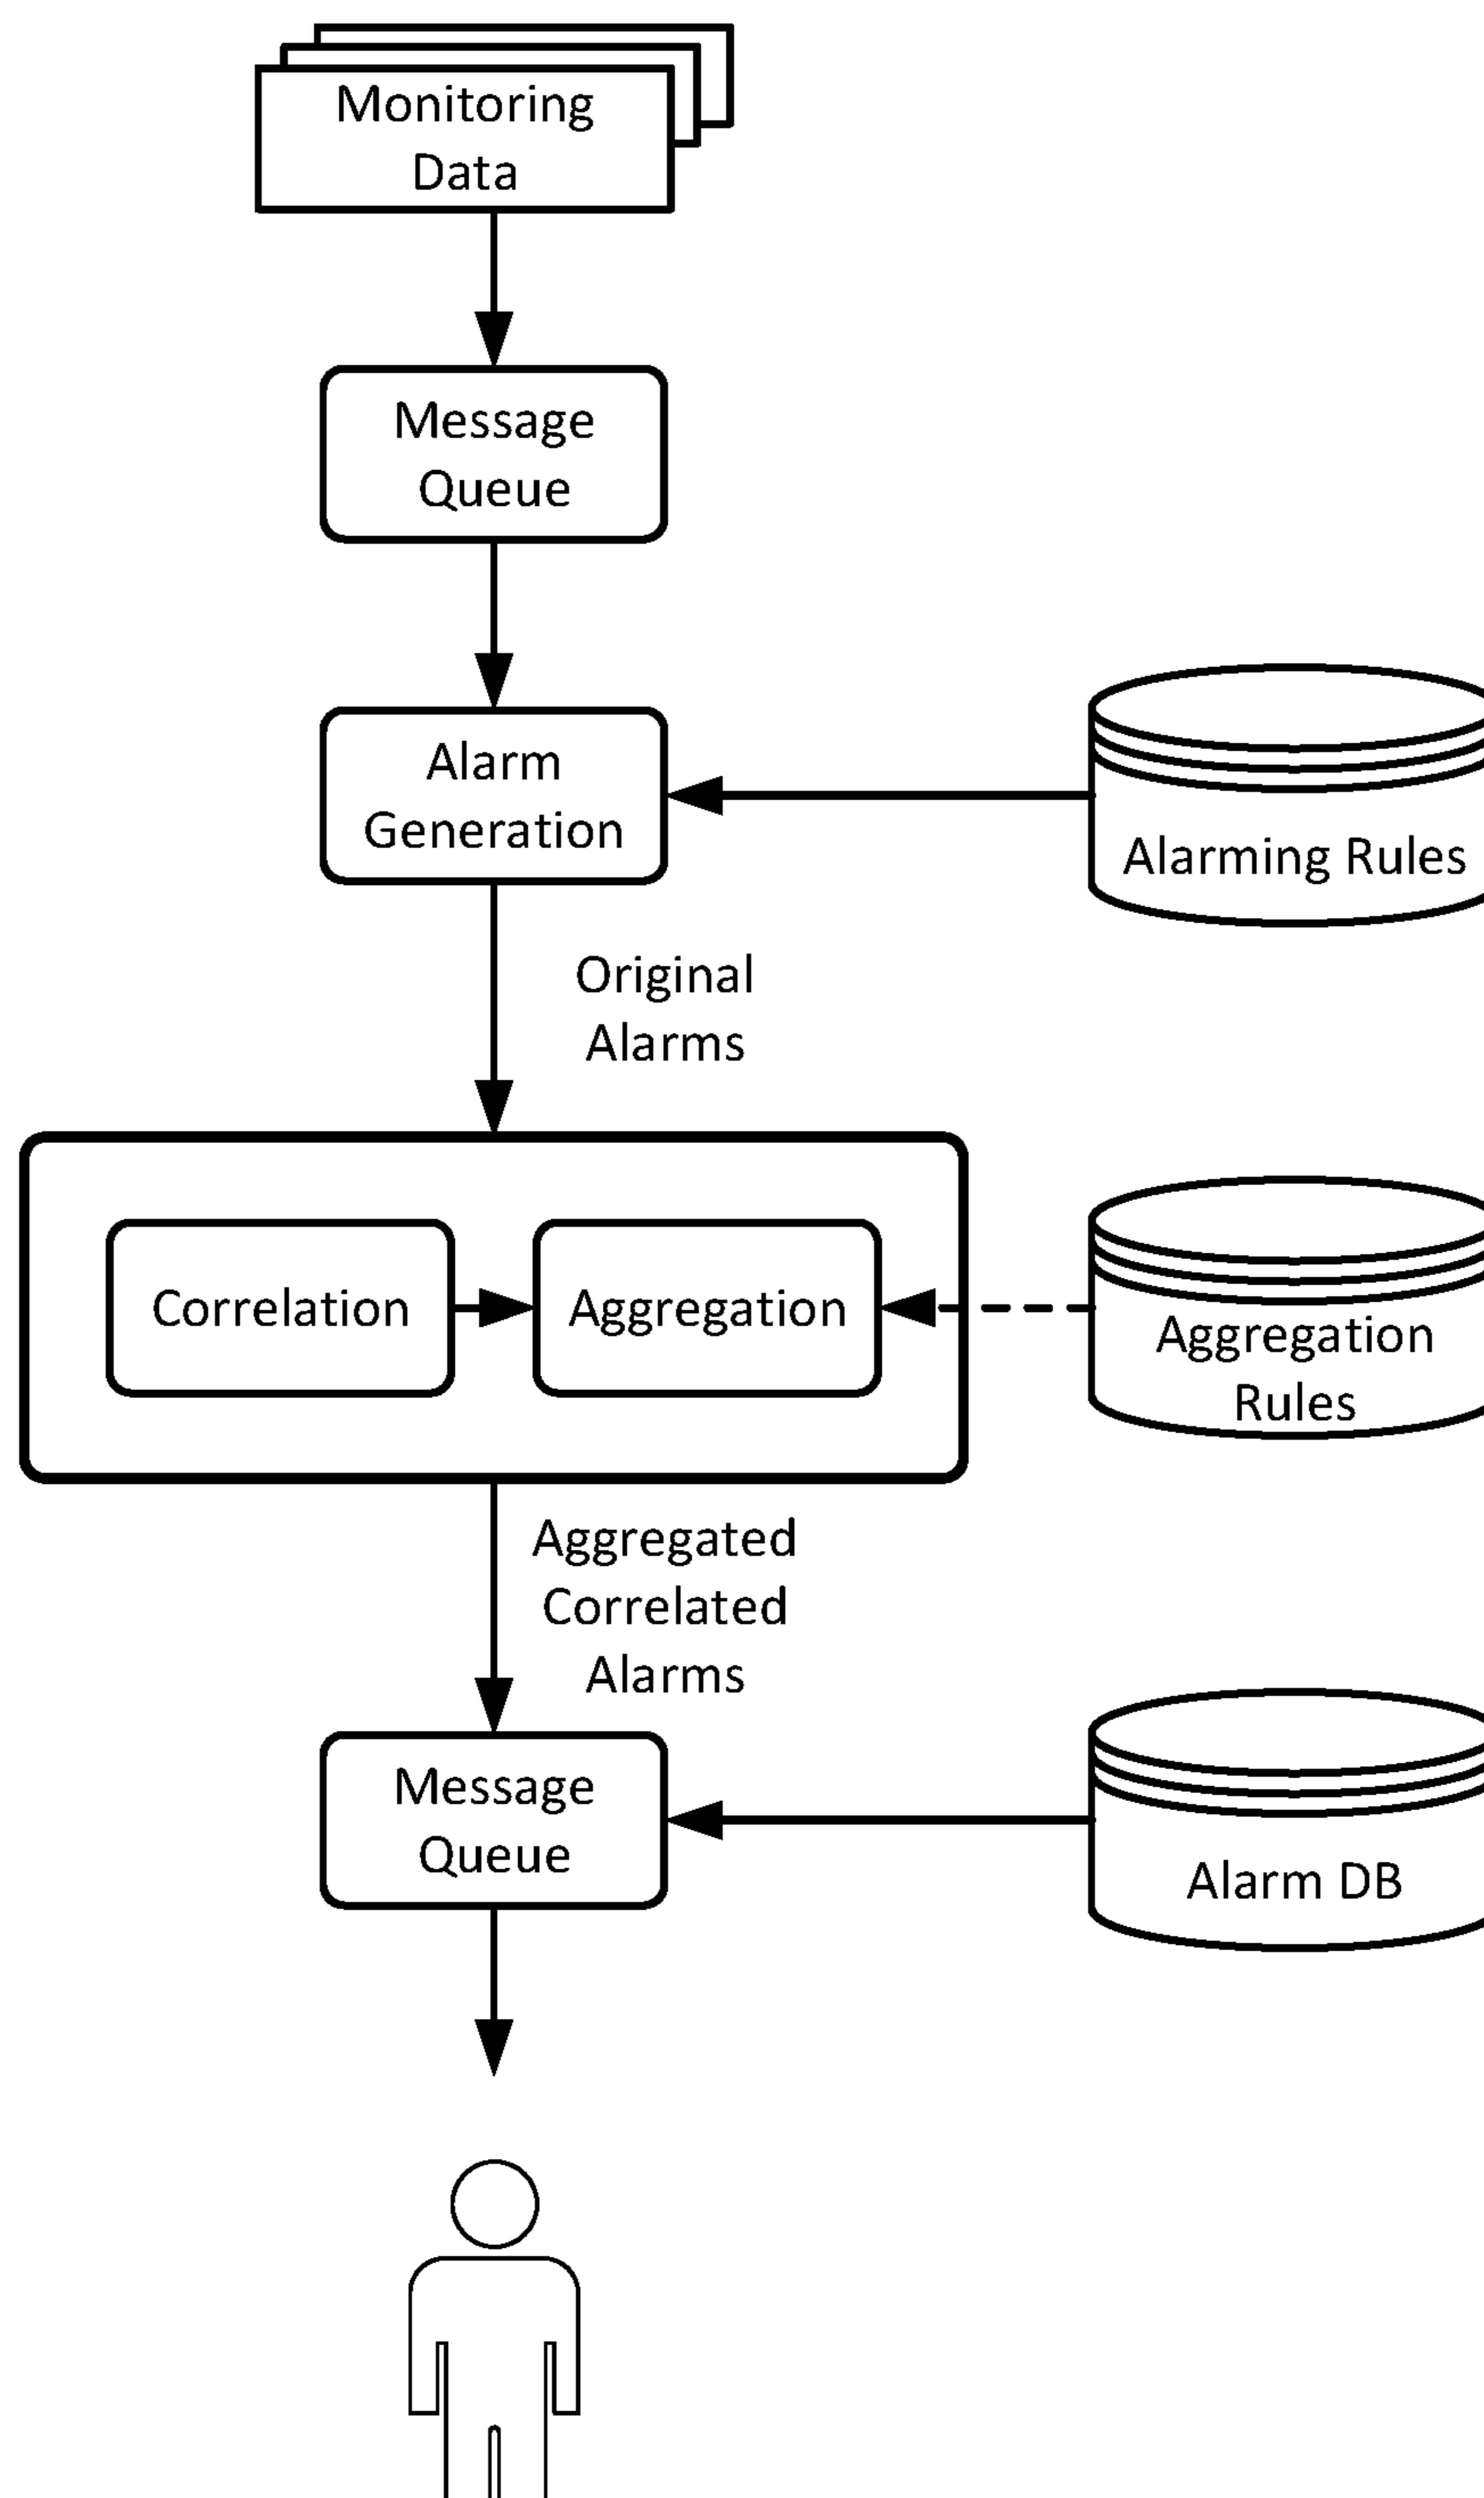 Monitoring
Data
Message
Queue
Alarm
Generation
Alarming Rules
Original
Alarms
Correlation
Aggregation
Aggregation
Rules
Aggregated
Correlated
Alarms
Message
Queue
Alarm DB